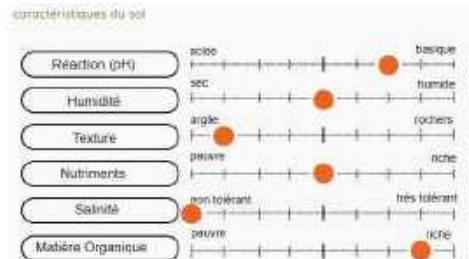 caractéristiques du sol
acide basique
Réaction (pH)
sec humide
Humidité
argile rochers
Texture
pauvre riche
Nutriments
non tolérant très tolérant
Salinité
pauvre riche
Matière Organique